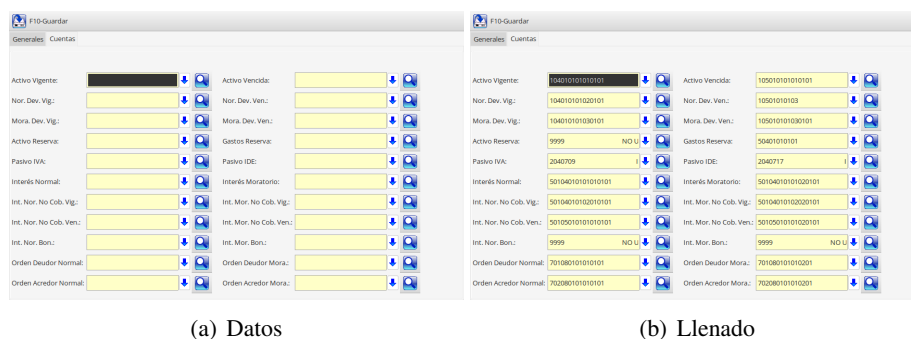 F10-Guardar
Generales Cuentas
Activo Vigente: Activo Vencida:
Nor. Dev. Vig.: Nor. Dev. Ven.:
Mora. Dev. Vig.: Mora. Dev. Ven.:
Activo Reserva: Gastos Reserva:
Pasivo IVA: Pasivo IDE:
Interés Normal: Interés Moratorio:
Int. Nor. No Cob. Vig.: Int. Mor. No Cob. Vig.:
Int. Nor. No Cob. Ven.: Int. Mor. No Cob. Ven.:
Int. Nor. Bon.: Int. Mor. Bon.:
Orden Deudor Normal: Orden Deudor Mora.:
Orden Acredor Normal: Orden Acredor Mora.:
(a) Datos
F10-Guardar
Generales Cuentas
Activo Vigente: 104010101010101 Activo Vencida: 105010101010101
Nor. Dev. Vig.: 104010101020101 Nor. Dev. Ven.: 10501010103
Mora. Dev. Vig.: 104010101030101 Mora. Dev. Ven.: 105010101030101
Activo Reserva: 9999 NO U Gastos Reserva: 50401010101
Pasivo IVA: 2040709 I Pasivo IDE: 2040717 I
Interés Normal: 50104010101010101 Interés Moratorio: 50104010101020101
Int. Nor. No Cob. Vig.: 50104010102010101 Int. Mor. No Cob. Vig.: 50104010102020101
Int. Nor. No Cob. Ven.: 50105010101010101 Int. Mor. No Cob. Ven.: 50105010101020101
Int. Nor. Bon.: 9999 NO U Int. Mor. Bon.: 9999 NO U
Orden Deudor Normal: 701080101010101 Orden Deudor Mora.: 701080101010201
Orden Acredor Normal: 702080101010101 Orden Acredor Mora.: 702080101010201
(b) Llenado